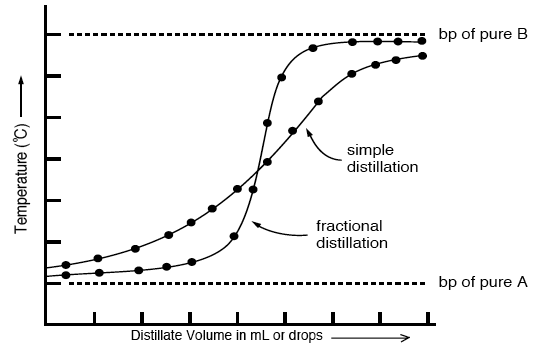 bp of pure B
Temperature (°C)
simple
distillation
fractional
distillation
bp of pure A
Distillate Volume in mL or drops